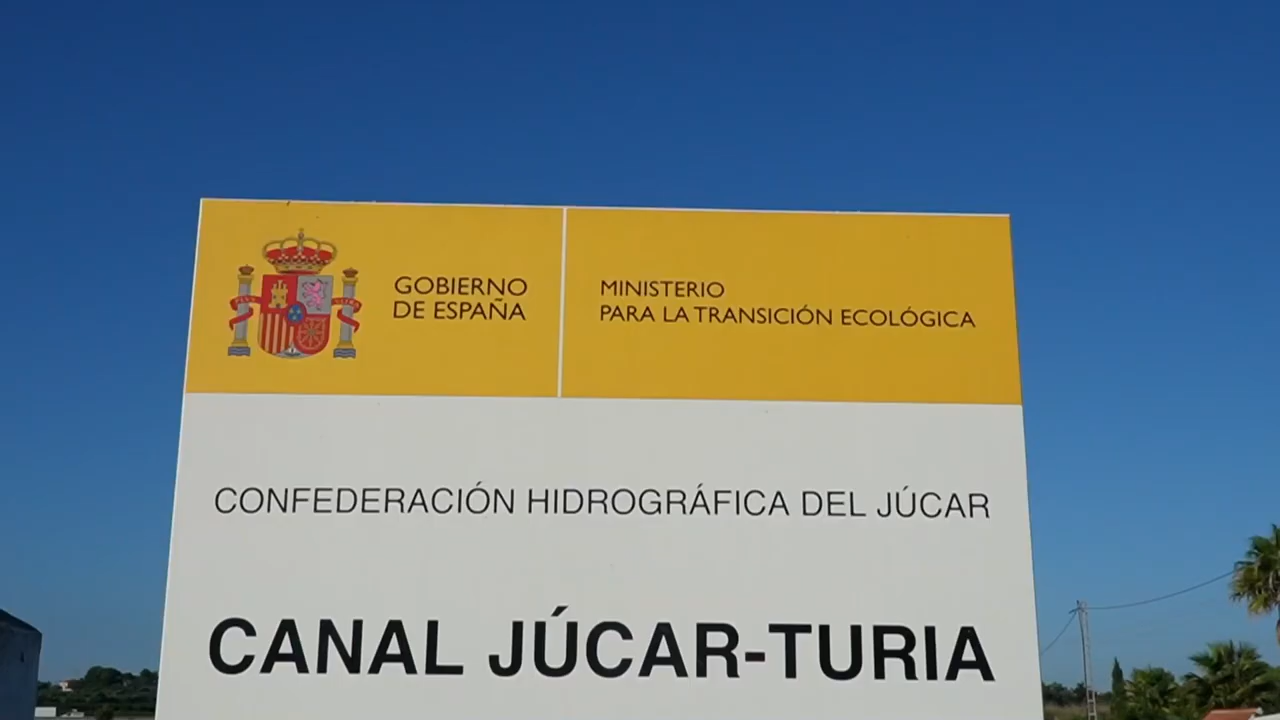 GOBIERNO
DE ESPAÑA
MINISTERIO
PARA LA TRANSICIÓN ECOLÓGICA
CONFEDERACIÓN HIDROGRÁFICA DEL JÚCAR
CANAL JÚCAR-TURIA